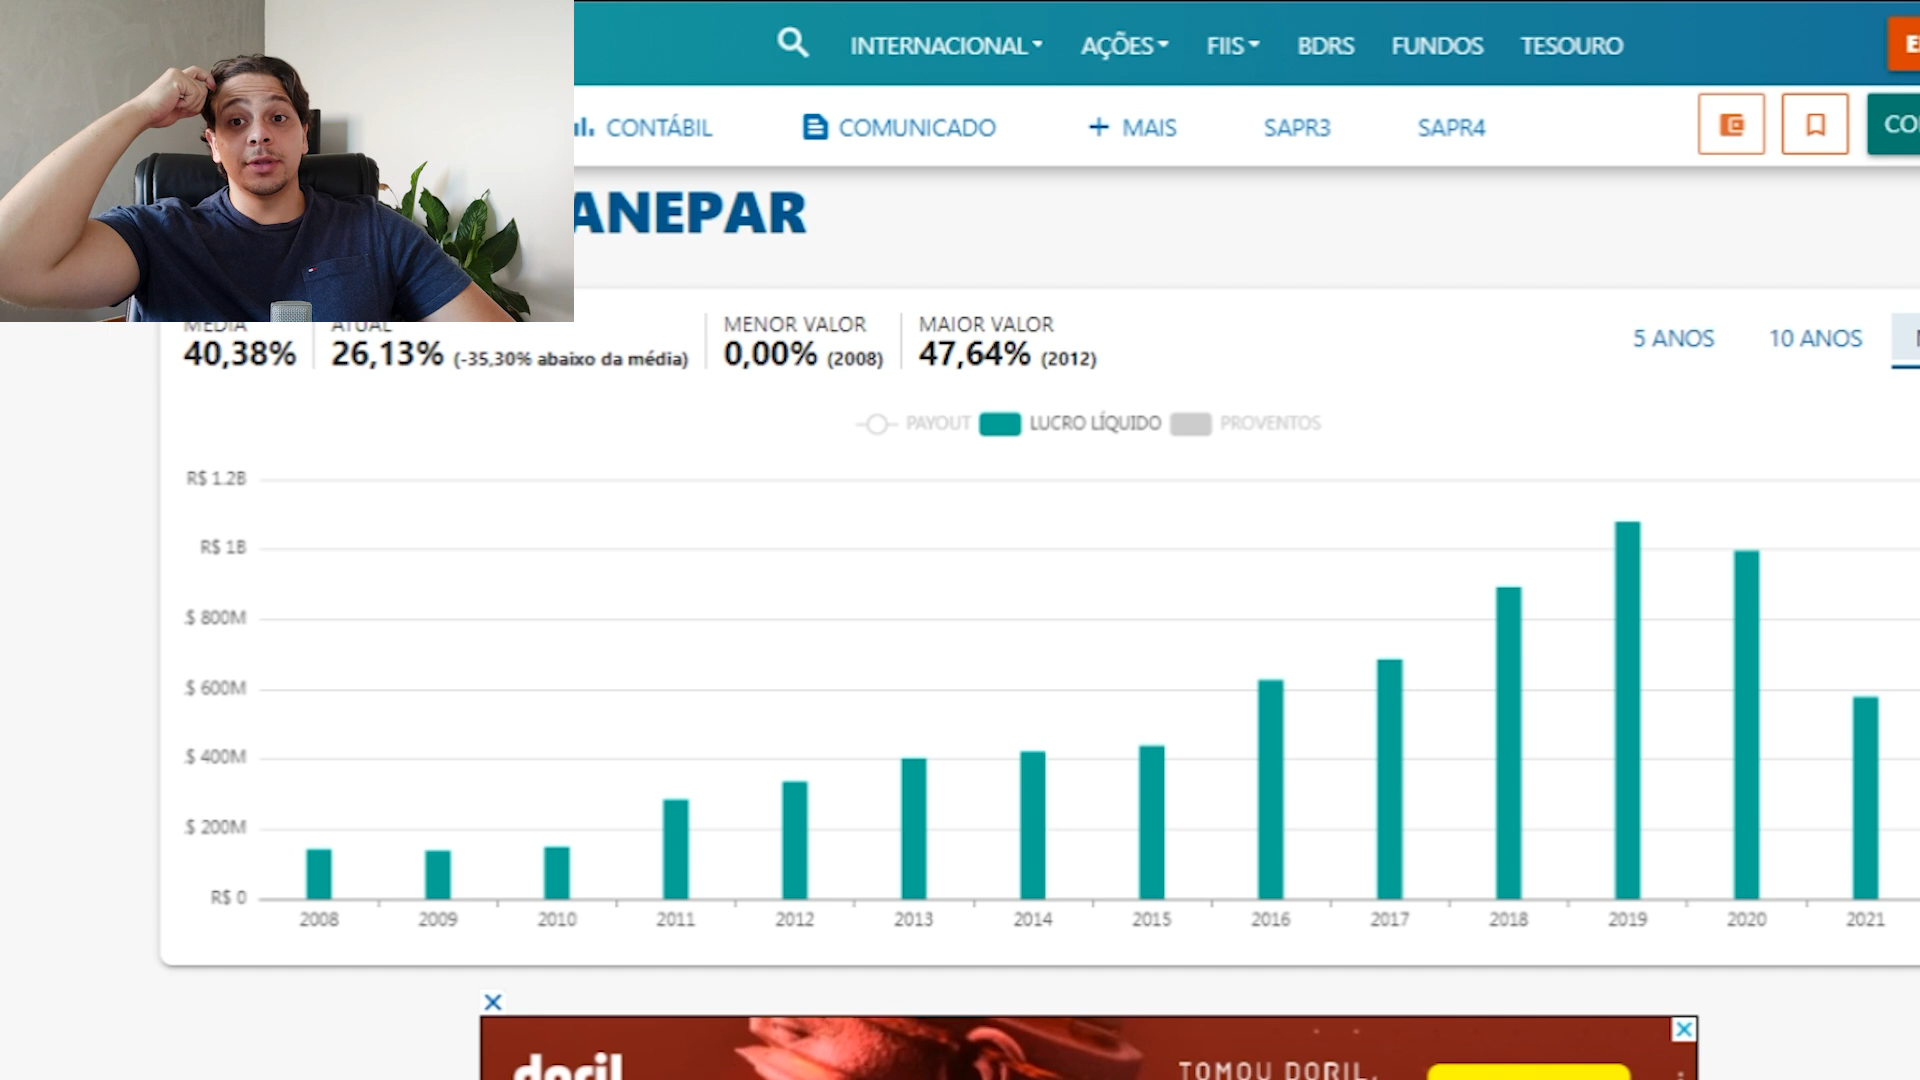 INTERNACIONAL AÇÕES FIIS BDRS FUNDOS TESOURO
CONTÁBIL COMUNICADO + MAIS SAPR3 SAPR4
ANEPAR
MÉDIA ATUAL MENOR VALOR MAIOR VALOR
40,38% 26,13% (-35,30% abaixo da média) 0,00% (2008) 47,64% (2012)
5 ANOS 10 ANOS
PAYOUT LUCRO LÍQUIDO PROVENTOS
R$ 1.2B
R$ 1B
$ 800M
$ 600M
$ 400M
$ 200M
R$ 0
2008 2009 2010 2011 2012 2013 2014 2015 2016 2017 2018 2019 2020 2021
doril
TOMOU DORIL,